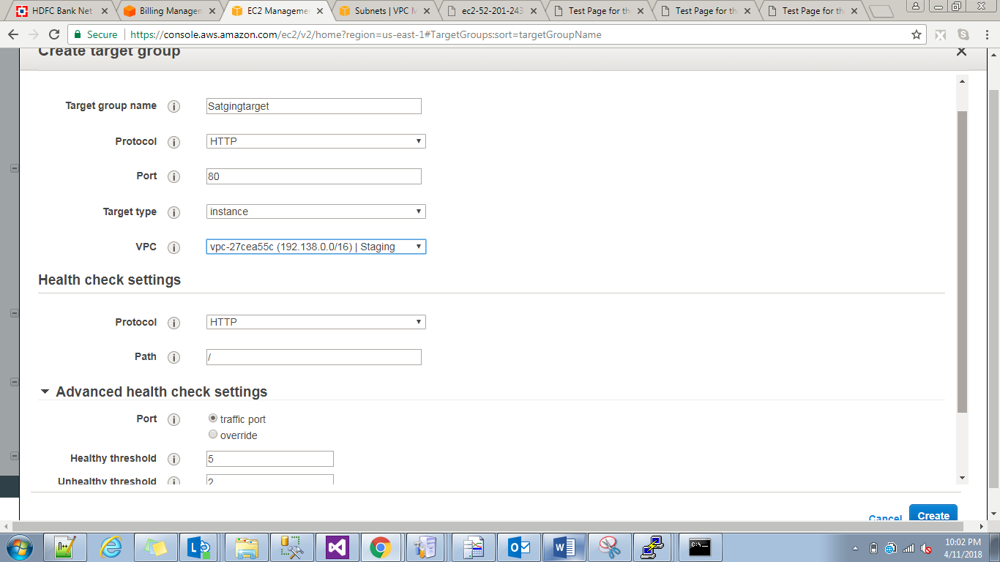 HDFC Bank Net
Billing Managem
EC2 Manageme
Subnets | VPC M
ec2-52-201-243
Test Page for th
Test Page for th
Test Page for th
Secure
https://console.aws.amazon.com/ec2/v2/home?region=us-east-1#TargetGroups:sort=targetGroupName
Create target group
Target group name
Satgingtarget
Protocol
HTTP
Port
80
Target type
instance
VPC
vpc-27cea55c (192.138.0.0/16) | Staging
Health check settings
Protocol
HTTP
Path
/
Advanced health check settings
Port
traffic port
override
Healthy threshold
5
Unhealthy threshold
2
Cancel
Create
10:02 PM
4/11/2018